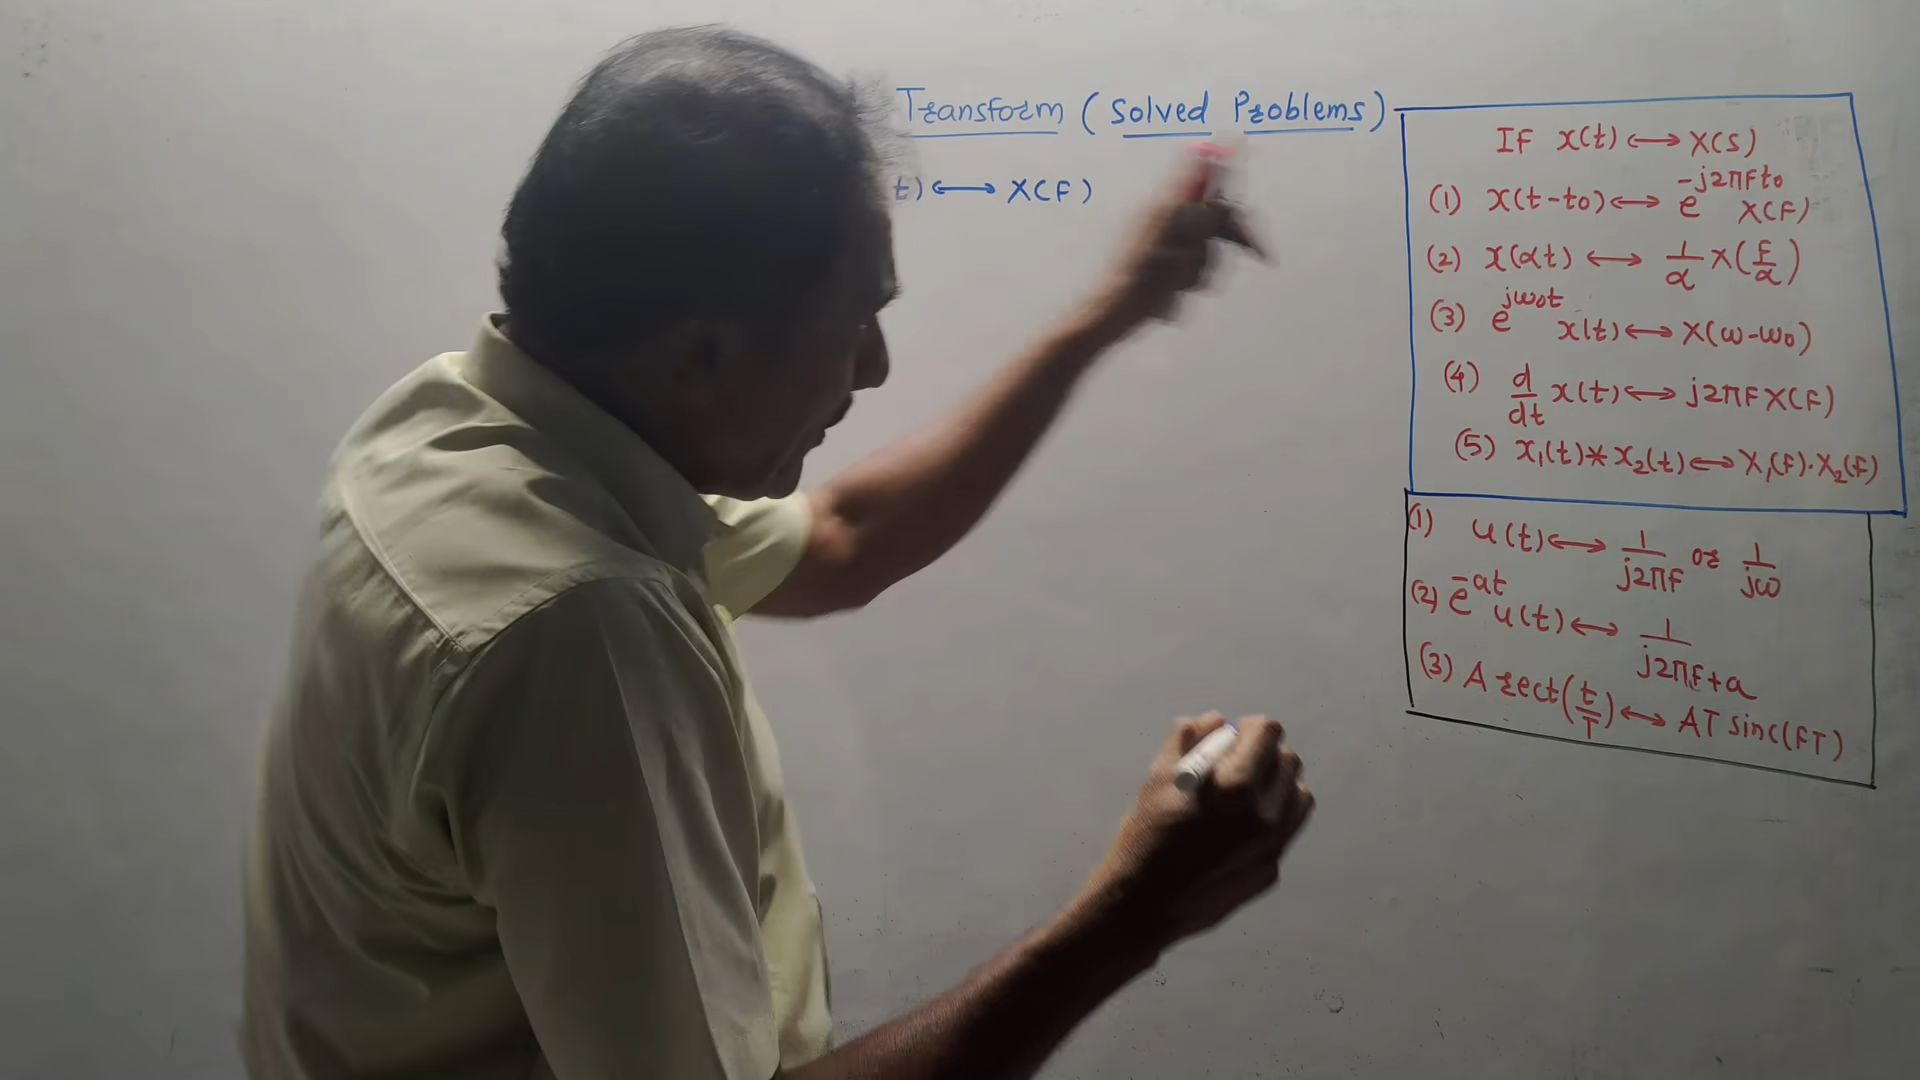 Transform (Solved Problems)
t) ⟷ X(F)
IF x(t) ⟷ X(S)
(1) x(t-t0) ⟷ e^-j2πft0 X(F)
(2) x(αt) ⟷ 1/α X(F/α)
(3) e^jω0t x(t) ⟷ X(ω-ω0)
(4) d/dt x(t) ⟷ j2πF X(F)
(5) x1(t)*x2(t) ⟷ X1(F)·X2(F)
(1) u(t) ⟷ 1/j2πF or 1/jω
(2) e^-at u(t) ⟷ 1/j2πF+a
(3) A rect(t/T) ⟷ AT sinc(FT)